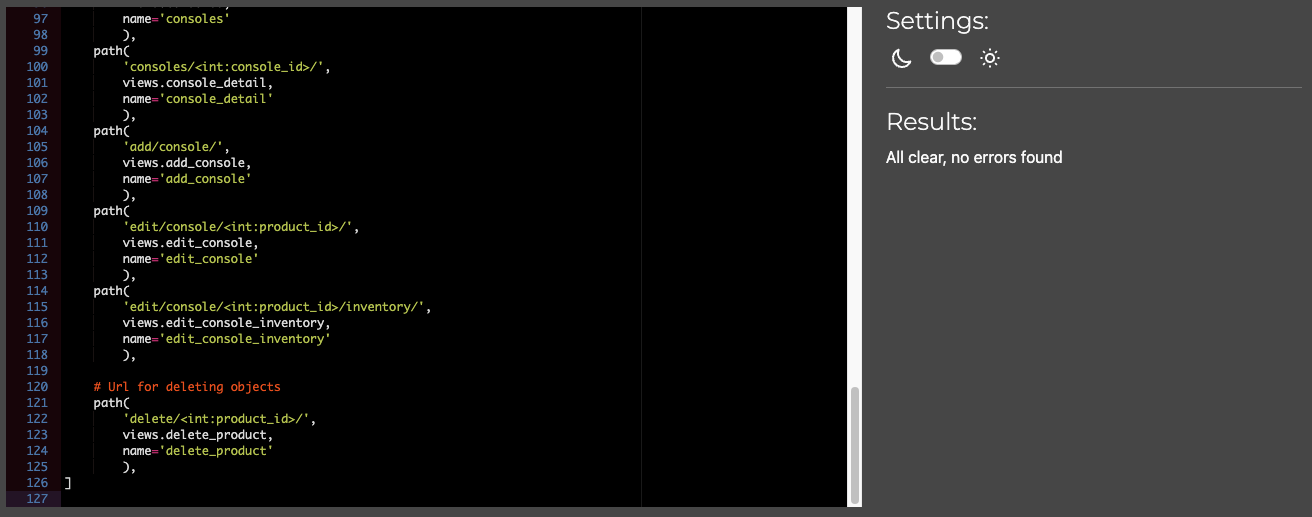 97 name='consoles'
98 ),
99 path(
100 'consoles/<int:console_id>/',
101 views.console_detail,
102 name='console_detail'
103 ),
104 path(
105 'add/console/',
106 views.add_console,
107 name='add_console'
108 ),
109 path(
110 'edit/console/<int:product_id>/',
111 views.edit_console,
112 name='edit_console'
113 ),
114 path(
115 'edit/console/<int:product_id>/inventory/',
116 views.edit_console_inventory,
117 name='edit_console_inventory'
118 ),
119
120 # Url for deleting objects
121 path(
122 'delete/<int:product_id>/',
123 views.delete_product,
124 name='delete_product'
125 ),
126 ]
127
Settings:
Results:
All clear, no errors found